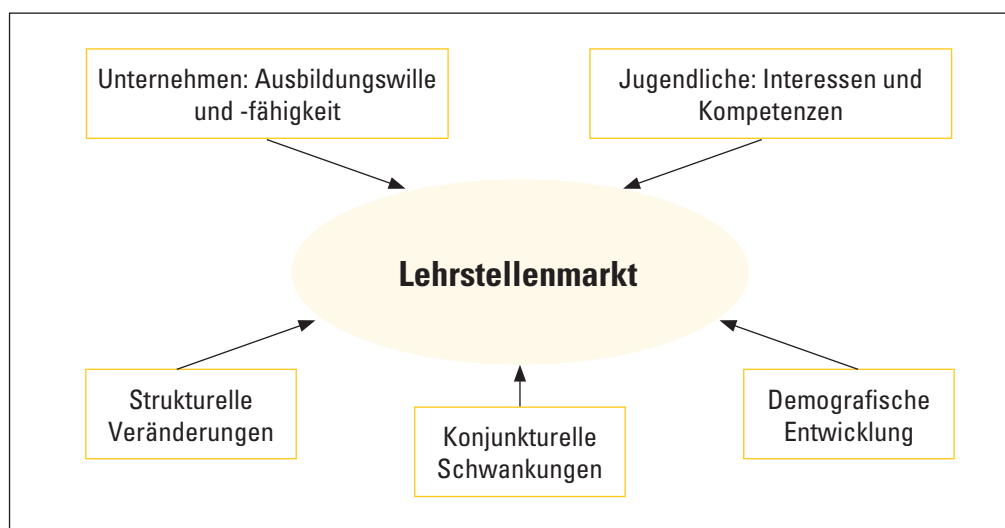 Unternehmen: Ausbildungswille
und -fähigkeit
Jugendliche: Interessen und
Kompetenzen
Lehrstellenmarkt
Strukturelle
Veränderungen
Konjunkturelle
Schwankungen
Demografische
Entwicklung